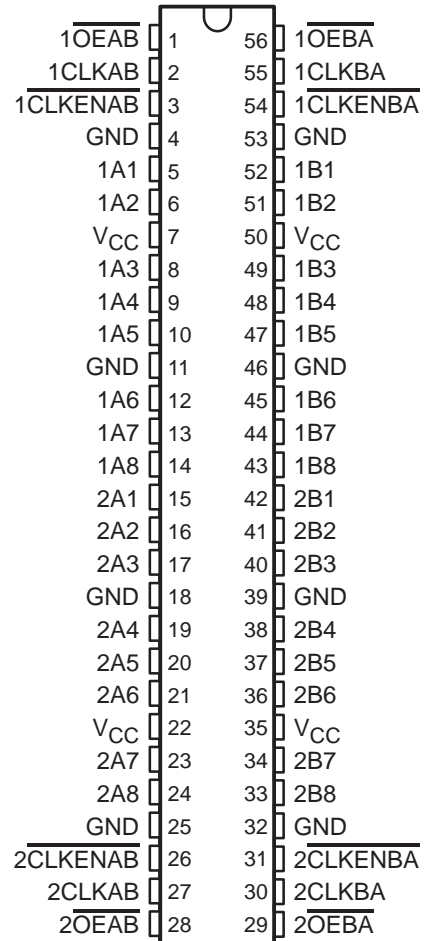 1OEAB 1 56 1OEBA
1CLKAB 2 55 1CLKBA
1CLKENAB 3 54 1CLKENBA
GND 4 53 GND
1A1 5 52 1B1
1A2 6 51 1B2
VCC 7 50 VCC
1A3 8 49 1B3
1A4 9 48 1B4
1A5 10 47 1B5
GND 11 46 GND
1A6 12 45 1B6
1A7 13 44 1B7
1A8 14 43 1B8
2A1 15 42 2B1
2A2 16 41 2B2
2A3 17 40 2B3
GND 18 39 GND
2A4 19 38 2B4
2A5 20 37 2B5
2A6 21 36 2B6
VCC 22 35 VCC
2A7 23 34 2B7
2A8 24 33 2B8
GND 25 32 GND
2CLKENAB 26 31 2CLKENBA
2CLKAB 27 30 2CLKBA
2OEAB 28 29 2OEBA